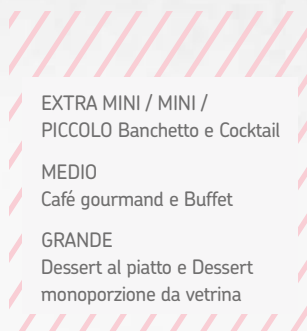 EXTRA MINI / MINI /
PICCOLO Banchetto e Cocktail
MEDIO
Café gourmand e Buffet
GRANDE
Dessert al piatto e Dessert
monoporzione da vetrina